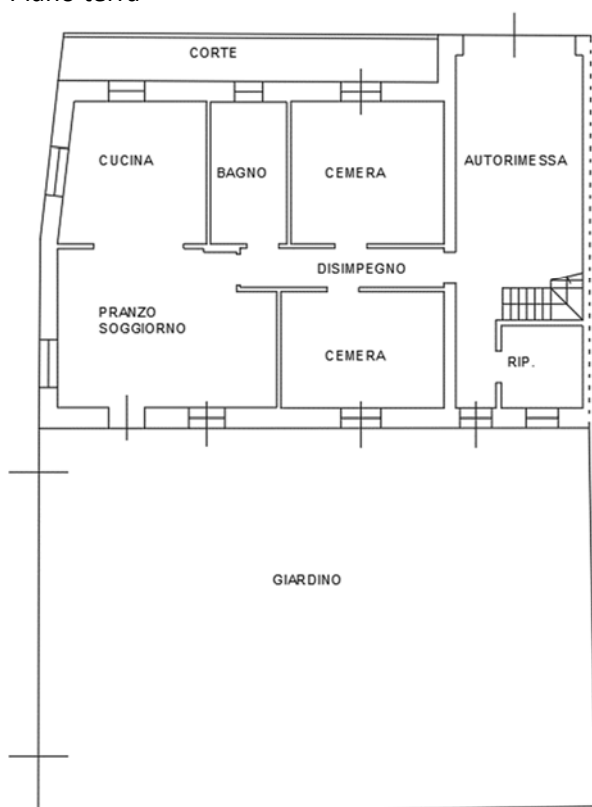 Piano terra
CORTE
CUCINA
BAGNO
CEMERA
AUTORIMESSA
DISIMPEGNO
PRANZO
SOGGIORNO
CEMERA
RIP.
GIARDINO